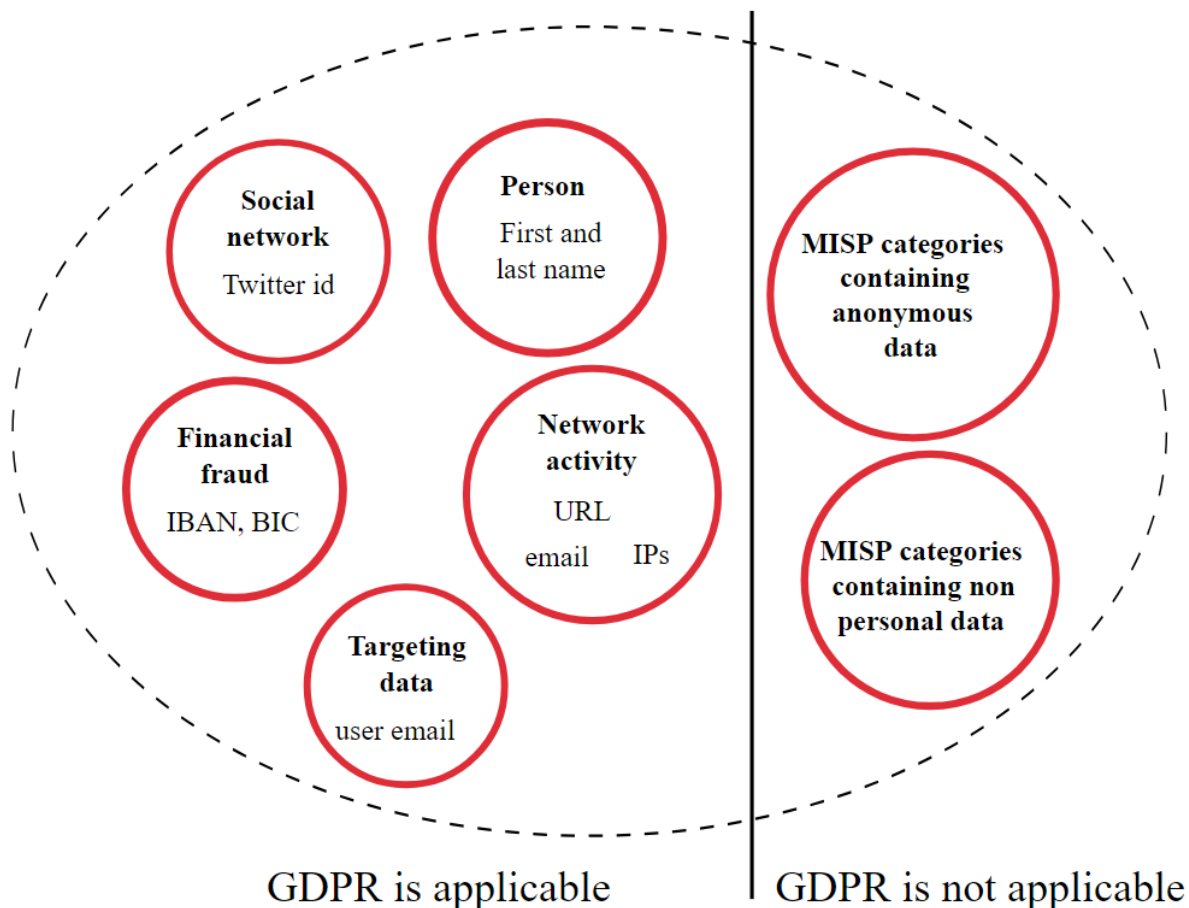 Social
network
Twitter id
Person
First and
last name
Financial
fraud
IBAN, BIC
Network
activity
URL
email IPs
Targeting
data
user email
MISP categories
containing
anonymous
data
MISP categories
containing non
personal data
GDPR is applicable
GDPR is not applicable